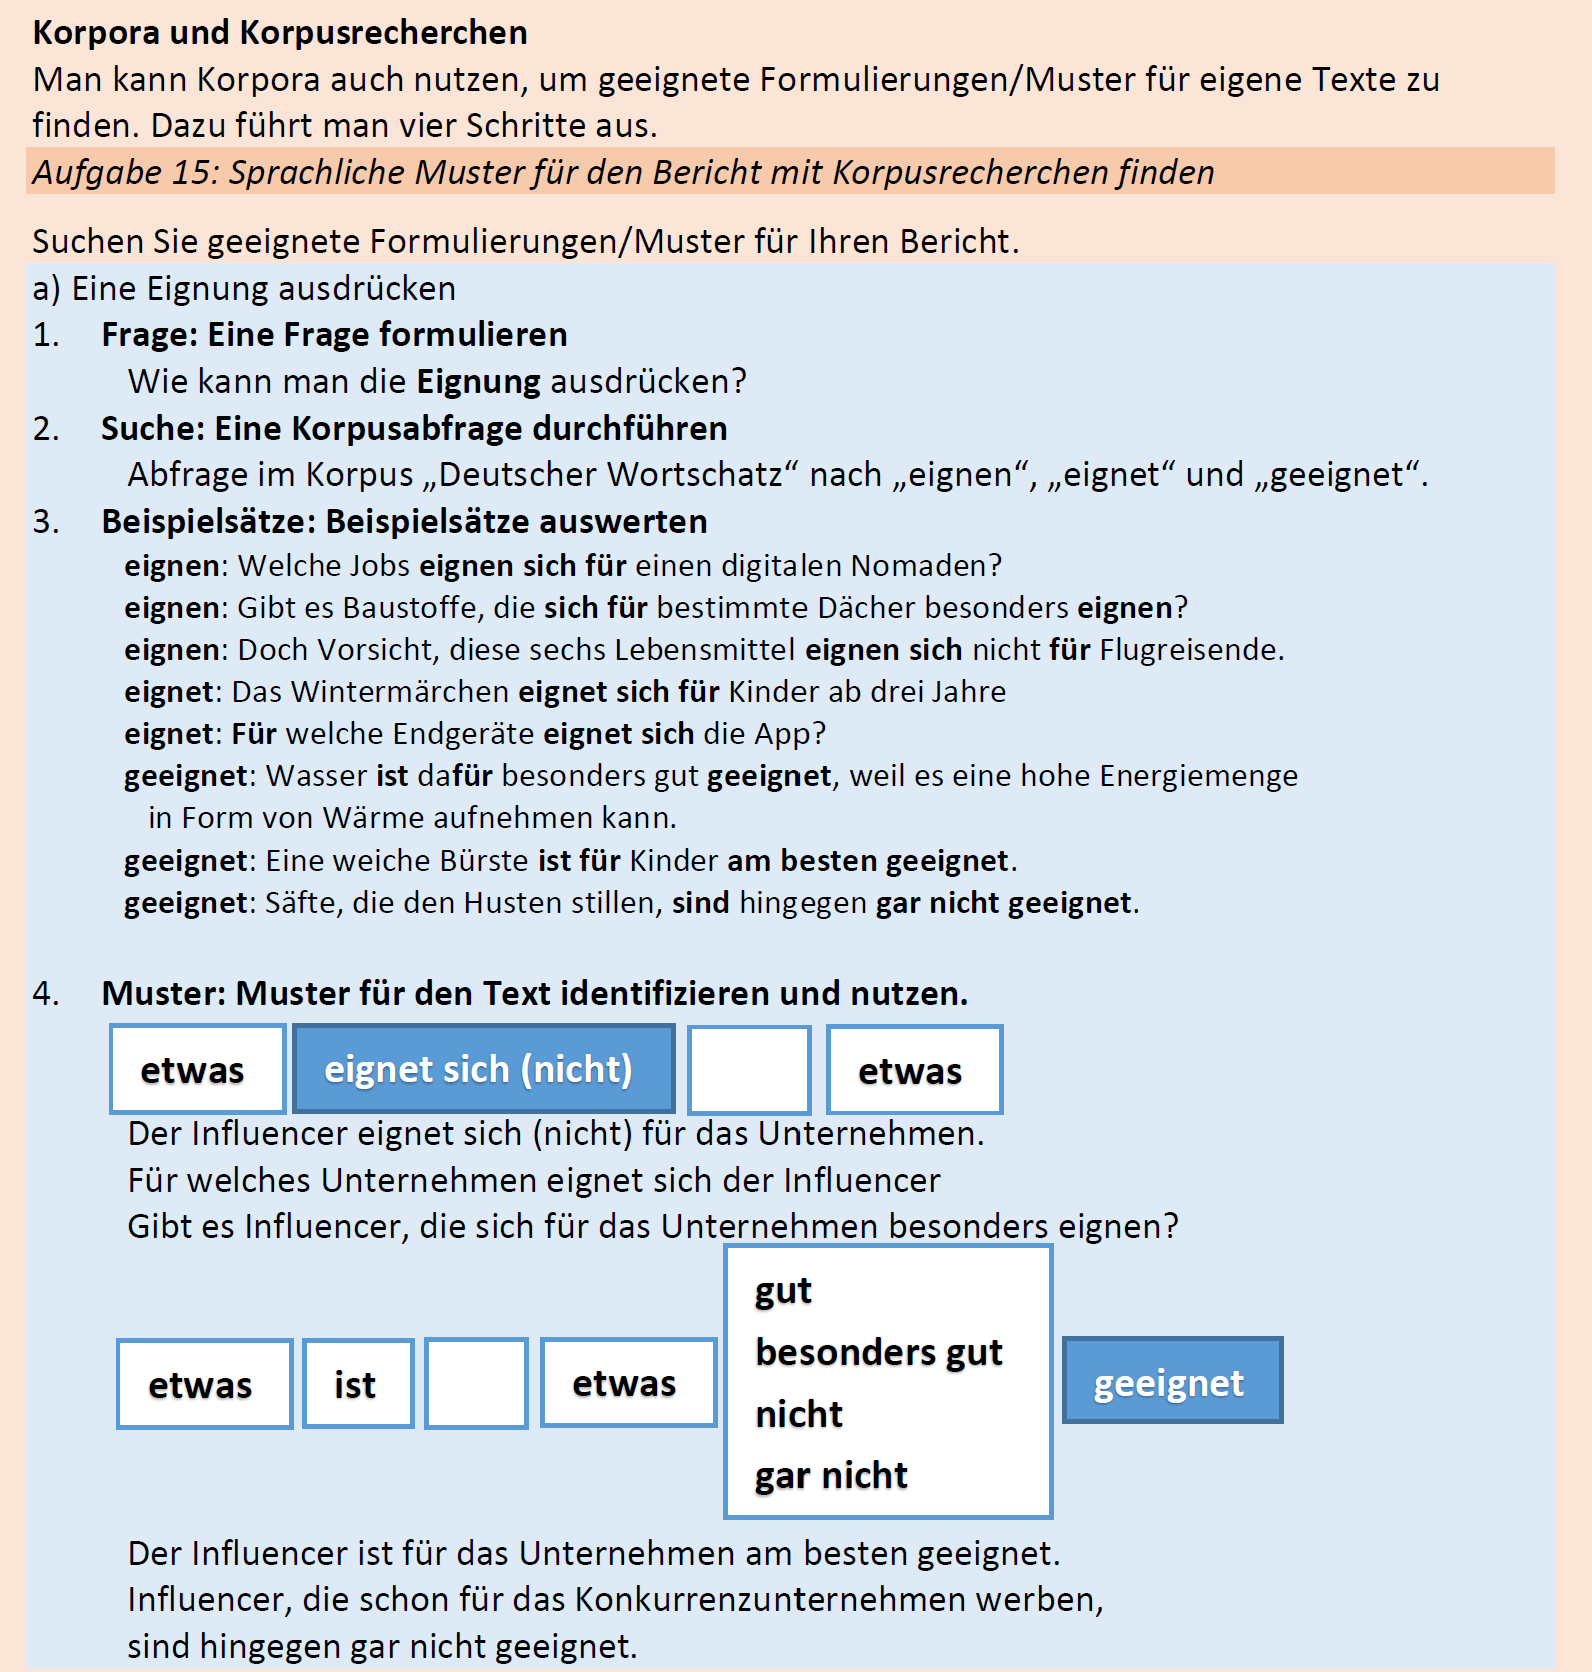 Korpora und Korpusrecherchen
Man kann Korpora auch nutzen, um geeignete Formulierungen/Muster für eigene Texte zu
finden. Dazu führt man vier Schritte aus.
Aufgabe 15: Sprachliche Muster für den Bericht mit Korpusrecherchen finden
Suchen Sie geeignete Formulierungen/Muster für Ihren Bericht.
a) Eine Eignung ausdrücken
1. Frage: Eine Frage formulieren
Wie kann man die Eignung ausdrücken?
2. Suche: Eine Korpusabfrage durchführen
Abfrage im Korpus „Deutscher Wortschatz“ nach „eignen“, „eignet“ und „geeignet“.
3. Beispielsätze: Beispielsätze auswerten
eignen: Welche Jobs eignen sich für einen digitalen Nomaden?
eignen: Gibt es Baustoffe, die sich für bestimmte Dächer besonders eignen?
eignen: Doch Vorsicht, diese sechs Lebensmittel eignen sich nicht für Flugreisende.
eignet: Das Wintermärchen eignet sich für Kinder ab drei Jahre
eignet: Für welche Endgeräte eignet sich die App?
geeignet: Wasser ist dafür besonders gut geeignet, weil es eine hohe Energiemenge
in Form von Wärme aufnehmen kann.
geeignet: Eine weiche Bürste ist für Kinder am besten geeignet.
geeignet: Säfte, die den Husten stillen, sind hingegen gar nicht geeignet.
4. Muster: Muster für den Text identifizieren und nutzen.
etwas eignet sich (nicht) etwas
Der Influencer eignet sich (nicht) für das Unternehmen.
Für welches Unternehmen eignet sich der Influencer
Gibt es Influencer, die sich für das Unternehmen besonders eignen?
etwas ist etwas
gut
besonders gut
nicht
gar nicht
geeignet
Der Influencer ist für das Unternehmen am besten geeignet.
Influencer, die schon für das Konkurrenzunternehmen werben,
sind hingegen gar nicht geeignet.